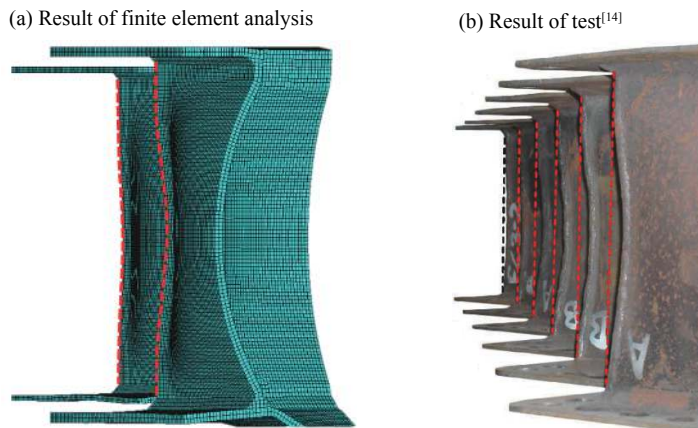 (a) Result of finite element analysis
(b) Result of test[14]